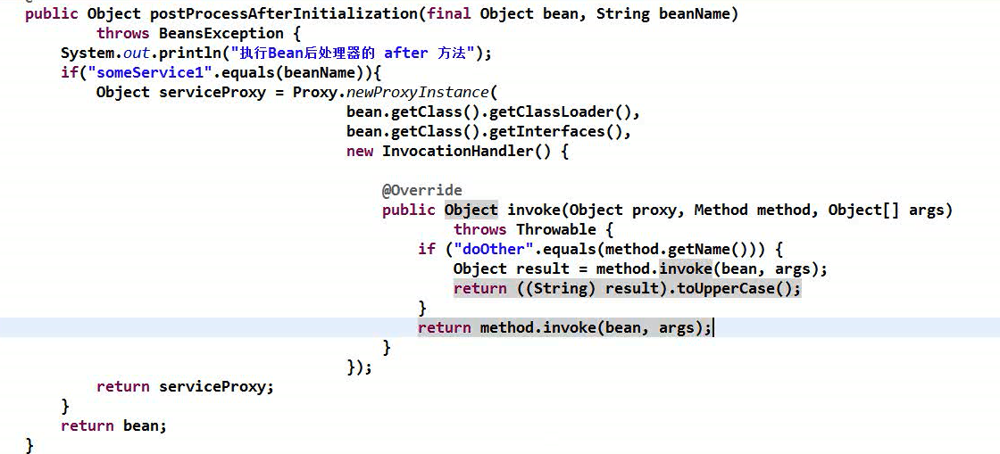 public Object postProcessAfterInitialization(final Object bean, String beanName)
throws BeansException {
System.out.println("执行Bean后处理器的 after 方法");
if("someService1".equals(beanName)){
Object serviceProxy = Proxy.newProxyInstance(
bean.getClass().getClassLoader(),
bean.getClass().getInterfaces(),
new InvocationHandler() {
@Override
public Object invoke(Object proxy, Method method, Object[] args)
throws Throwable {
if ("doOther".equals(method.getName())) {
Object result = method.invoke(bean, args);
return ((String) result).toUpperCase();
}
return method.invoke(bean, args);
}
});
return serviceProxy;
}
return bean;
}